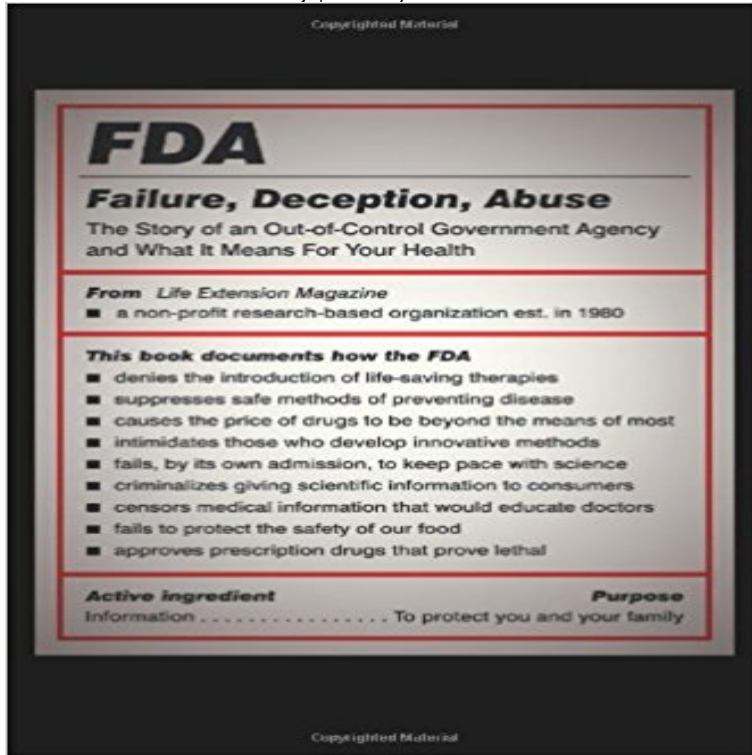 Copyrighted Material
FDA
Failure, Deception, Abuse
The Story of an Out-of-Control Government Agency
and What It Means For Your Health
From Life Extension Magazine
■ a non-profit research-based organization est. in 1980
This book documents how the FDA
■ denies the introduction of life-saving therapies
■ suppresses safe methods of preventing disease
■ causes the price of drugs to be beyond the means of most
■ intimidates those who develop innovative methods
■ fails, by its own admission, to keep pace with science
■ criminalizes giving scientific information to consumers
■ censors medical information that would educate doctors
■ fails to protect the safety of our food
■ approves prescription drugs that prove lethal
Active ingredient Purpose
Information . . . . . . . . . . . . . . . . To protect you and your family
Copyrighted Material